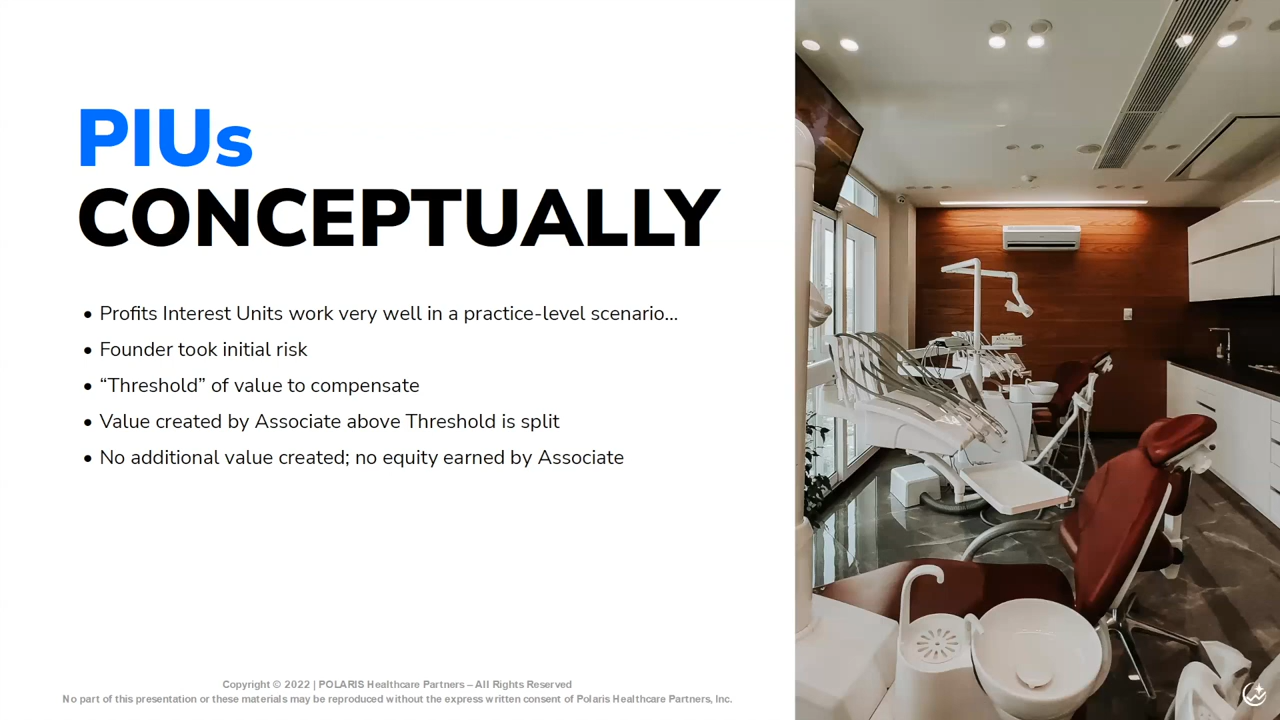 PIUs
CONCEPTUALLY
• Profits Interest Units work very well in a practice-level scenario...
• Founder took initial risk
• “Threshold” of value to compensate
• Value created by Associate above Threshold is split
• No additional value created; no equity earned by Associate
Copyright © 2022 | POLARIS Healthcare Partners – All Rights Reserved
No part of this presentation or these materials may be reproduced without the express written consent of Polaris Healthcare Partners, Inc.